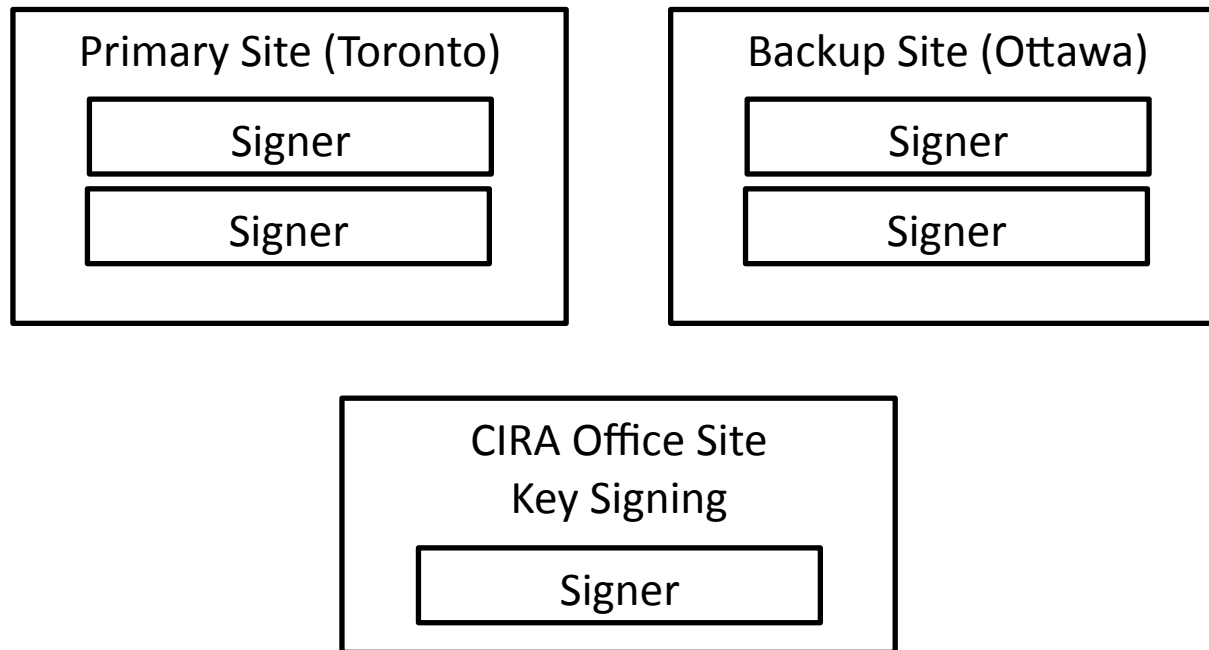 Primary Site (Toronto)
Signer
Signer
Backup Site (Ottawa)
Signer
Signer
CIRA Office Site
Key Signing
Signer